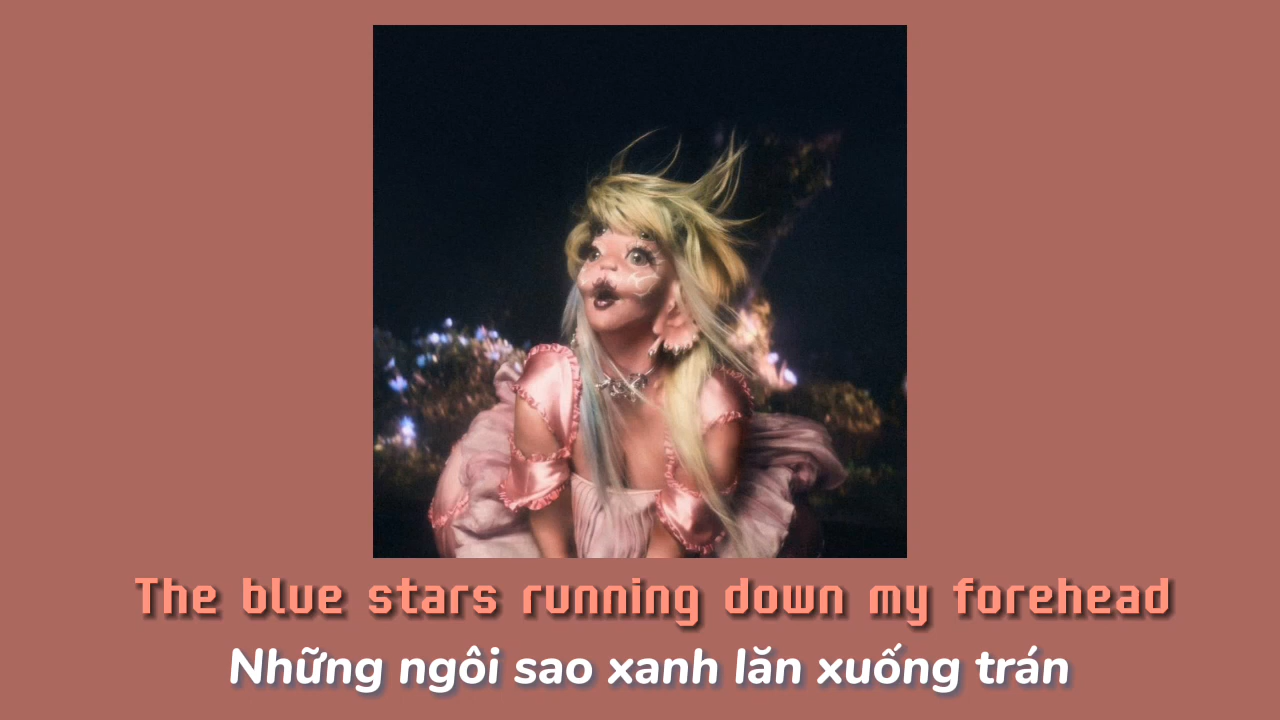 The blue stars running down my forehead
Những ngôi sao xanh lăn xuống trán